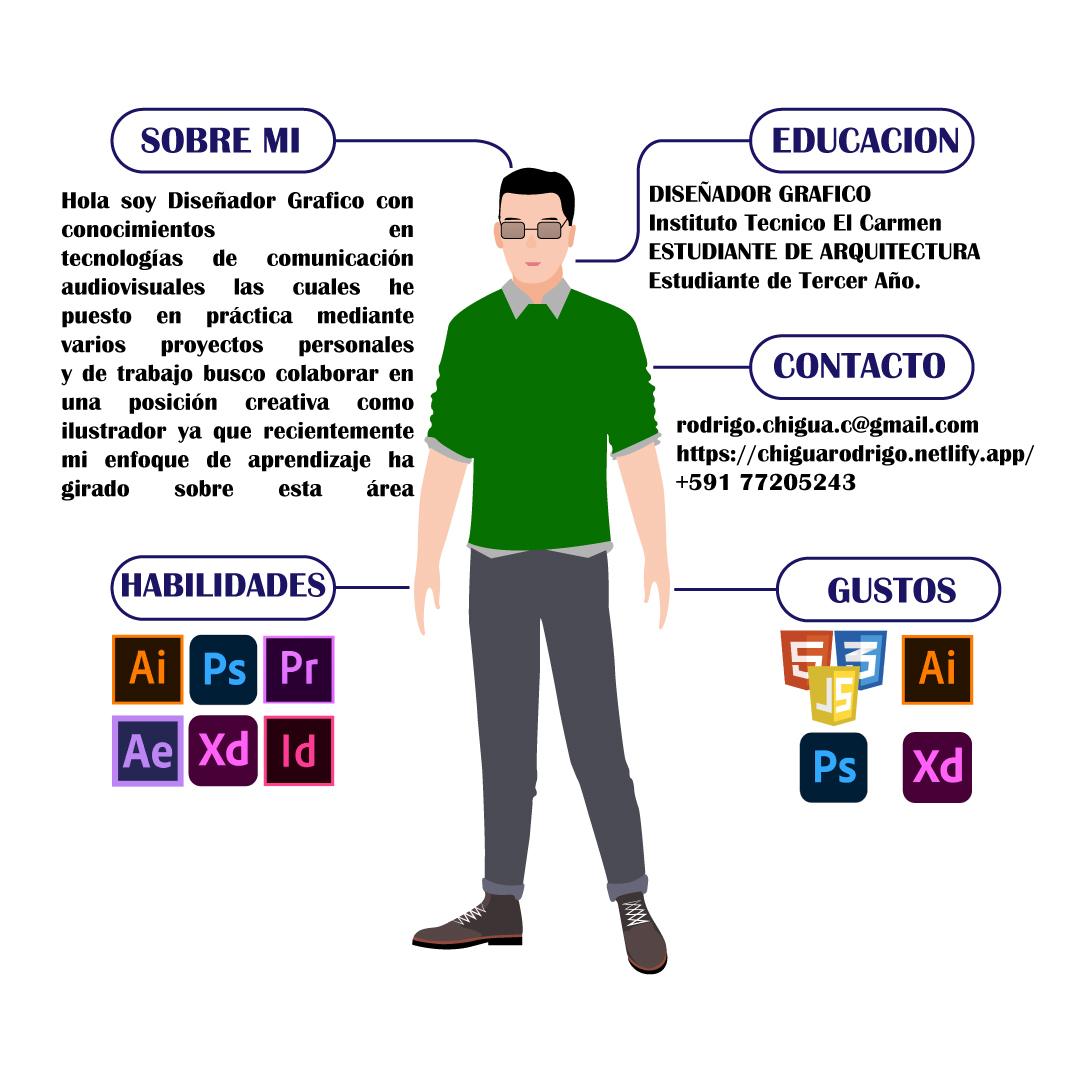 SOBRE MI
Hola soy Diseñador Grafico con
conocimientos en
tecnologías de comunicación
audiovisuales las cuales he
puesto en práctica mediante
varios proyectos personales
y de trabajo busco colaborar en
una posición creativa como
ilustrador ya que recientemente
mi enfoque de aprendizaje ha
girado sobre esta área
EDUCACION
DISEÑADOR GRAFICO
Instituto Tecnico El Carmen
ESTUDIANTE DE ARQUITECTURA
Estudiante de Tercer Año.
CONTACTO
rodrigo.chigua.c@gmail.com
https://chiguarodrigo.netlify.app/
+591 77205243
HABILIDADES
Ai Ps Pr
Ae Xd Id
GUSTOS
5 3 Ai
JS
Ps Xd